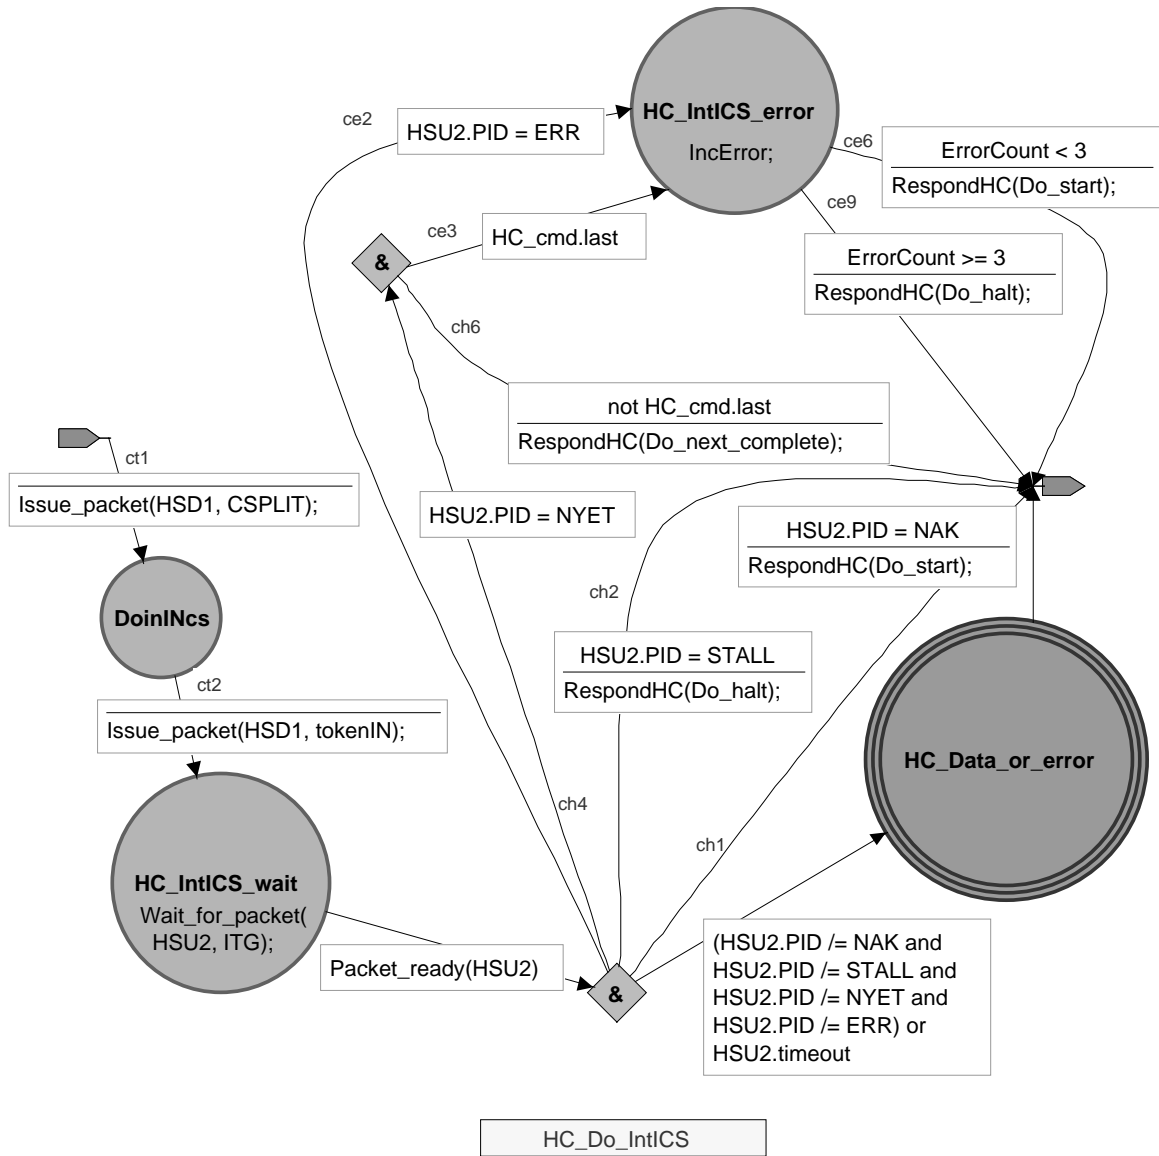 ce2
HSU2.PID = ERR
HC_IntICS_error
IncError;
ce6
ErrorCount < 3
RespondHC(Do_start);
ce3
HC_cmd.last
ce9
ErrorCount >= 3
RespondHC(Do_halt);
&
ch6
not HC_cmd.last
RespondHC(Do_next_complete);
ct1
Issue_packet(HSD1, CSPLIT);
HSU2.PID = NYET
HSU2.PID = NAK
RespondHC(Do_start);
ch2
DoinINcs
HSU2.PID = STALL
RespondHC(Do_halt);
ct2
Issue_packet(HSD1, tokenIN);
HC_Data_or_error
ch4
ch1
HC_IntICS_wait
Wait_for_packet(
HSU2, ITG);
Packet_ready(HSU2)
&
(HSU2.PID /= NAK and
HSU2.PID /= STALL and
HSU2.PID /= NYET and
HSU2.PID /= ERR) or
HSU2.timeout
HC_Do_IntICS